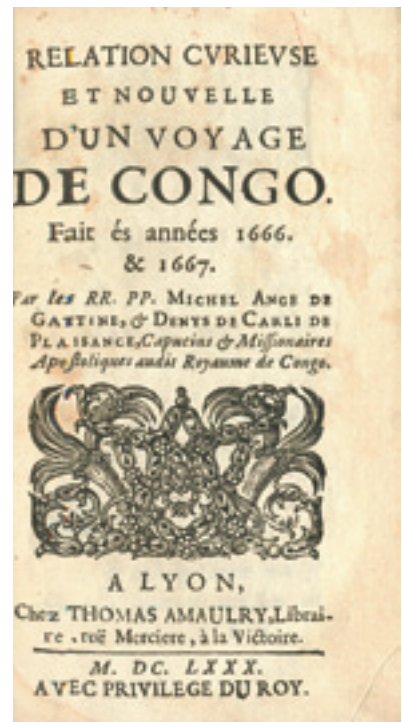 RELATION CVRIEVSE
ET NOUVELLE
D'UN VOYAGE
DE CONGO.
Fait és années 1666.
& 1667.
Par les RR. PP. MICHEL ANGE DE
GATTINE, & DENYS DE CARLI DE
PLAISANCE, Capucins & Missionaires
Apostoliques audit Royaume de Congo.
A LYON,
Chez THOMAS AMAULRY, Librai-
re, ruë Merciere, à la Victoire.
M. DC. LXXX.
AVEC PRIVILEGE DU ROY.